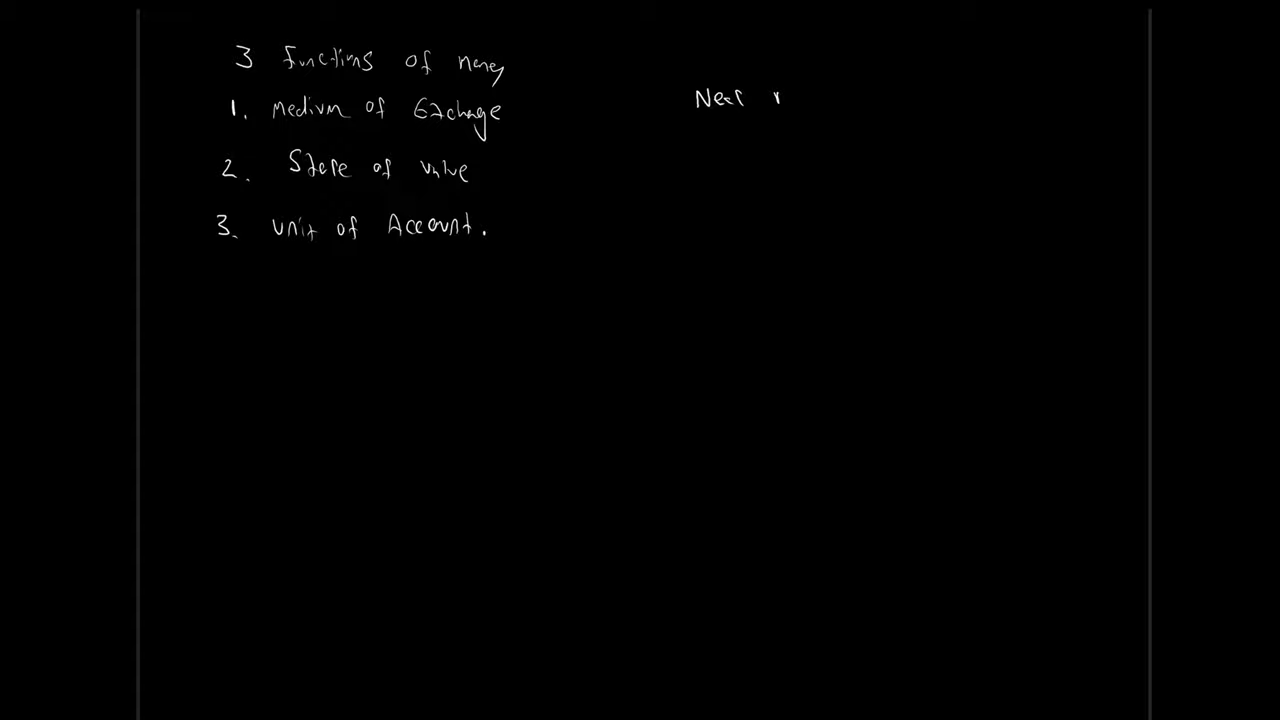 3 functions of money
1. Medium of Exchange
2. Store of value
3. Unit of Account.
Near